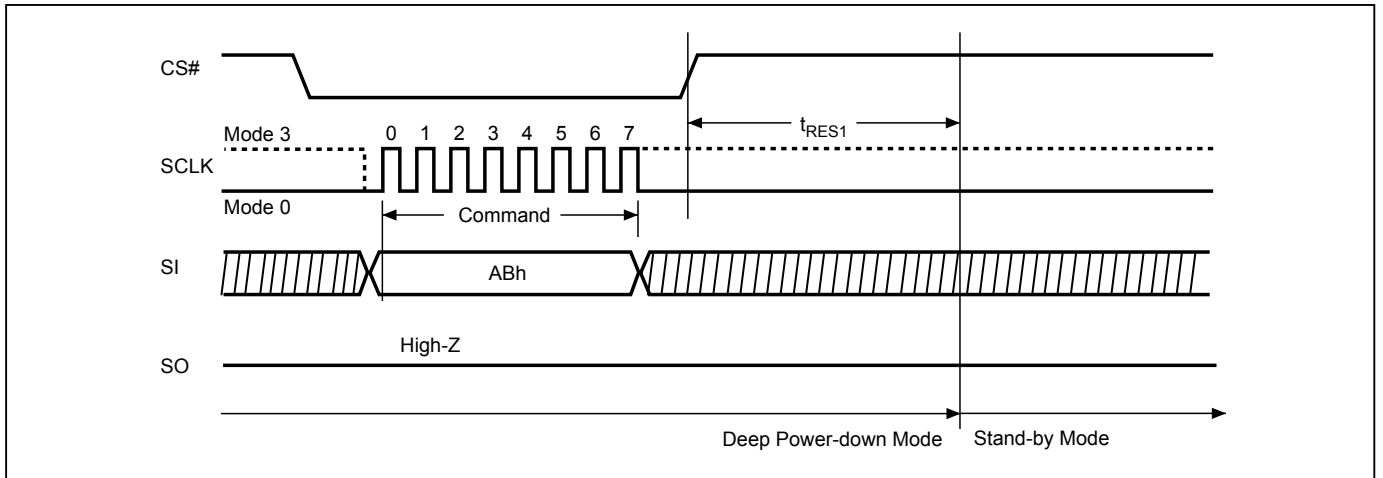 CS#
tRES1
Mode 3
0 1 2 3 4 5 6 7
SCLK
Mode 0
Command
SI
ABh
High-Z
SO
Deep Power-down Mode
Stand-by Mode